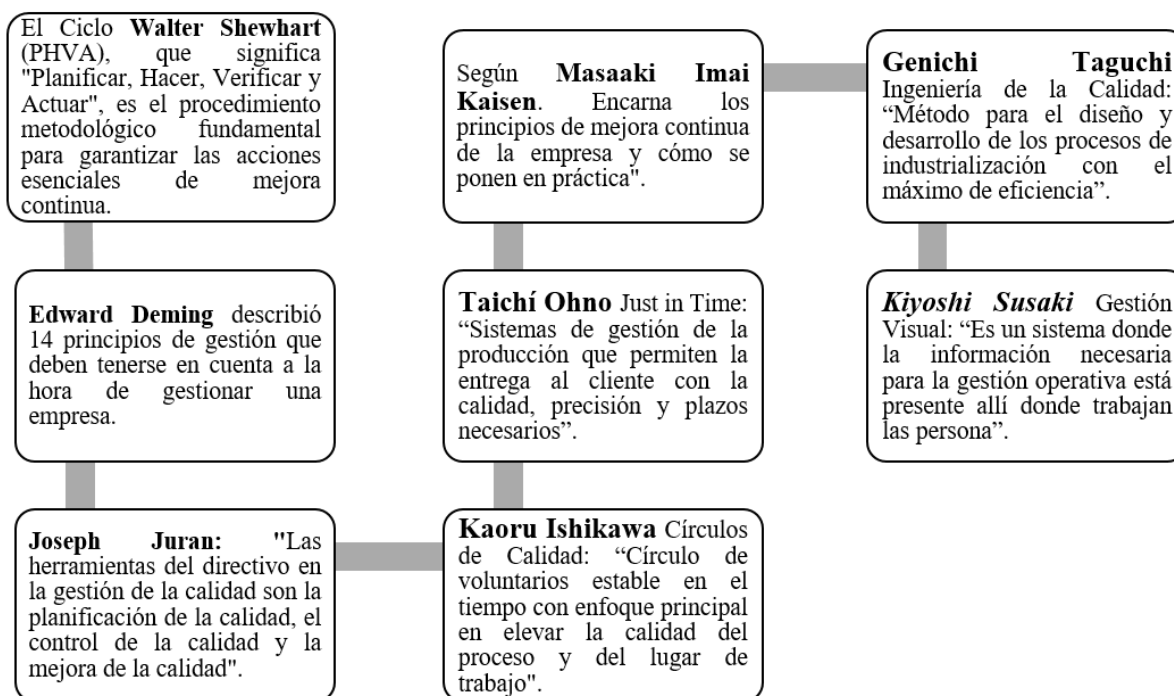 El Ciclo Walter Shewhart
(PHVA), que significa
"Planificar, Hacer, Verificar y
Actuar", es el procedimiento
metodológico fundamental
para garantizar las acciones
esenciales de mejora
continua.
Edward Deming describió
14 principios de gestión que
deben tenerse en cuenta a la
hora de gestionar una
empresa.
Joseph Juran: "Las
herramientas del directivo en
la gestión de la calidad son la
planificación de la calidad, el
control de la calidad y la
mejora de la calidad".
Kaoru Ishikawa Círculos
de Calidad: “Círculo de
voluntarios estable en el
tiempo con enfoque principal
en elevar la calidad del
proceso y del lugar de
trabajo".
Taichí Ohno Just in Time:
“Sistemas de gestión de la
producción que permiten la
entrega al cliente con la
calidad, precisión y plazos
necesarios”.
Según Masaaki Imai
Kaisen. Encarna los
principios de mejora continua
de la empresa y cómo se
ponen en práctica".
Genichi Taguchi
Ingeniería de la Calidad:
“Método para el diseño y
desarrollo de los procesos de
industrialización con el
máximo de eficiencia”.
Kiyoshi Susaki Gestión
Visual: “Es un sistema donde
la información necesaria
para la gestión operativa está
presente allí donde trabajan
las persona”.